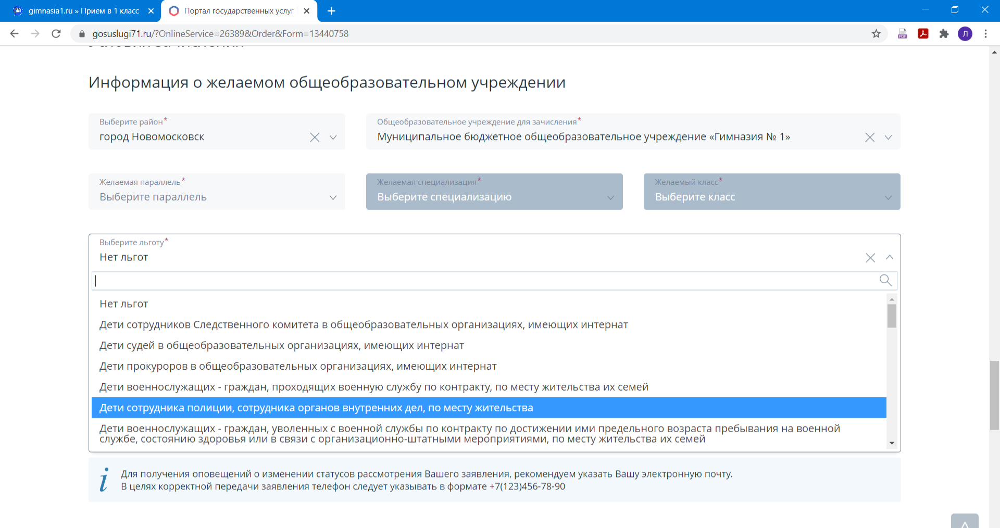 gimnasia1.ru » Прием в 1 класс
Портал государственных услуг
gosuslugi71.ru/?OnlineService=26389&Order&Form=13440758
Л
Информация о желаемом общеобразовательном учреждении
Выберите район*
Общеобразовательное учреждение для зачисления*
город Новомосковск
Муниципальное бюджетное общеобразовательное учреждение «Гимназия № 1»
Желаемая параллель*
Желаемая специализация*
Желаемый класс*
Выберите параллель
Выберите специализацию
Выберите класс
Выберите льготу*
Нет льгот
Нет льгот
Дети сотрудников Следственного комитета в общеобразовательных организациях, имеющих интернат
Дети судей в общеобразовательных организациях, имеющих интернат
Дети прокуроров в общеобразовательных организациях, имеющих интернат
Дети военнослужащих - граждан, проходящих военную службу по контракту, по месту жительства их семей
Дети сотрудника полиции, сотрудника органов внутренних дел, по месту жительства
Дети военнослужащих - граждан, уволенных с военной службы по контракту по достижении ими предельного возраста пребывания на военной
службе, состоянию здоровья или в связи с организационно-штатными мероприятиями, по месту жительства их семей
Для получения оповещений о изменении статусов рассмотрения Вашего заявления, рекомендуем указать Вашу электронную почту.
В целях корректной передачи заявления телефон следует указывать в формате +7(123)456-78-90